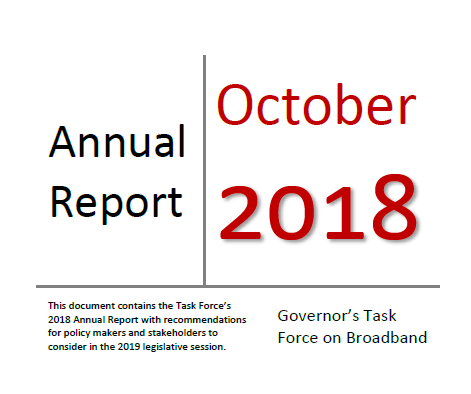 Annual
Report
October
2018
This document contains the Task Force's
2018 Annual Report with recommendations
for policy makers and stakeholders to
consider in the 2019 legislative session.
Governor's Task
Force on Broadband